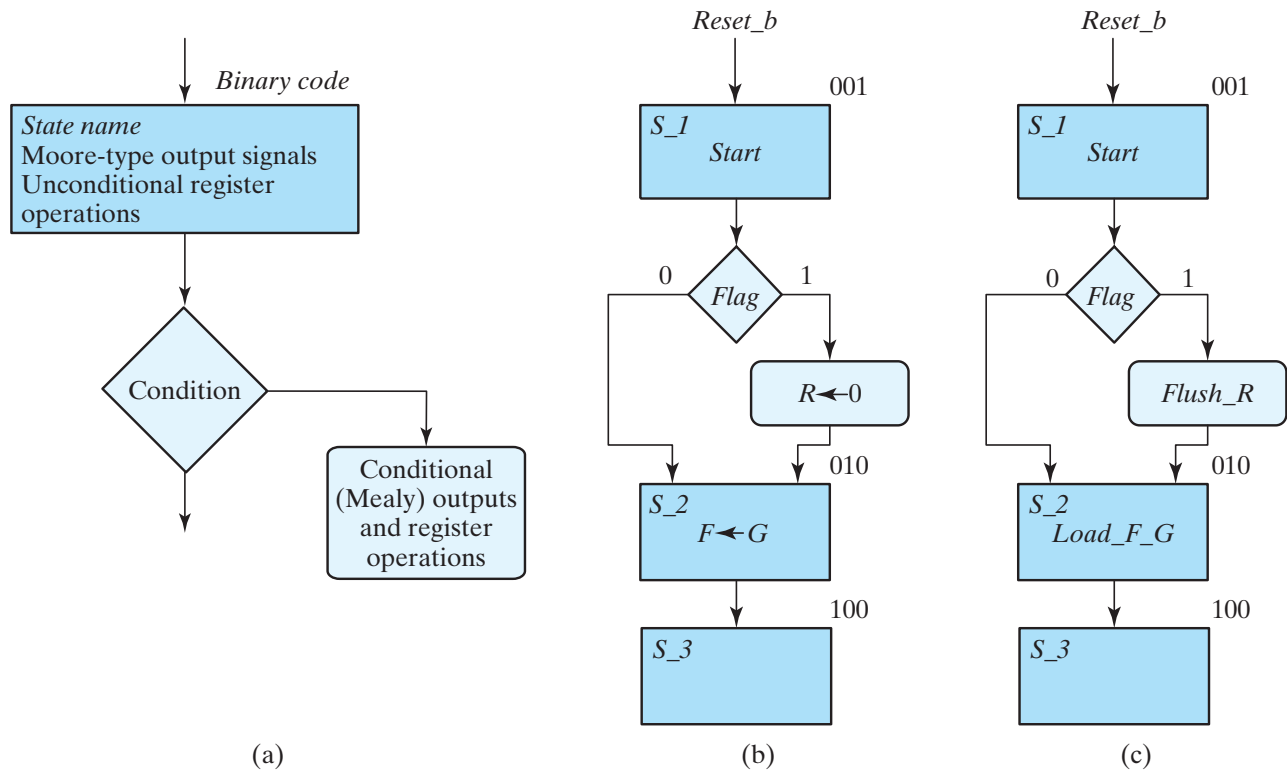 Binary code
State name
Moore-type output signals
Unconditional register
operations
Condition
Conditional
(Mealy) outputs
and register
operations
(a)
Reset_b
001
S_1
Start
0
1
Flag
R←0
010
S_2
F←G
100
S_3
(b)
Reset_b
001
S_1
Start
0
1
Flag
Flush_R
010
S_2
Load_F_G
100
S_3
(c)